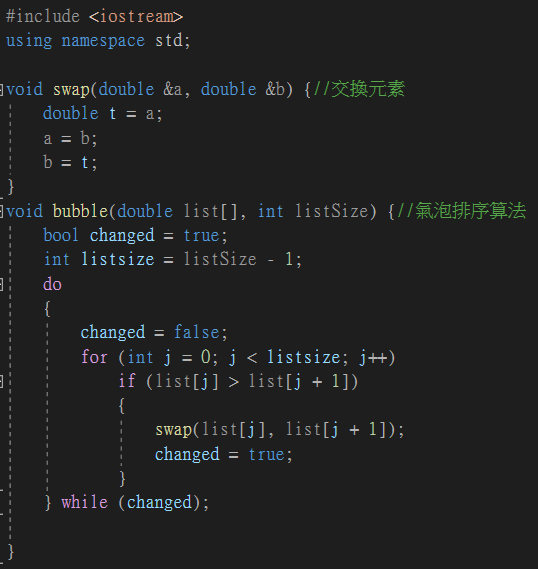 #include <iostream>
using namespace std;
void swap(double &a, double &b) {//交換元素
    double t = a;
    a = b;
    b = t;
}
void bubble(double list[], int listSize) {//氣泡排序算法
    bool changed = true;
    int listsize = listSize - 1;
    do
    {
        changed = false;
        for (int j = 0; j < listsize; j++)
            if (list[j] > list[j + 1])
            {
                swap(list[j], list[j + 1]);
                changed = true;
            }
    } while (changed);
}